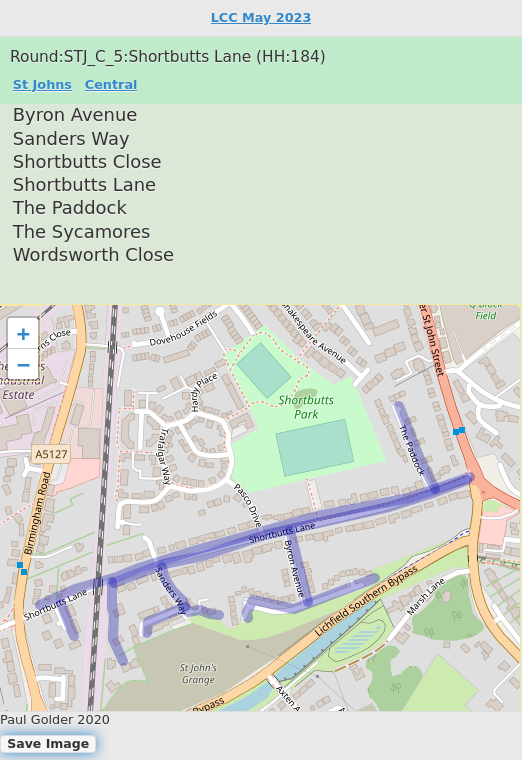 LCC May 2023
Round:STJ_C_5:Shortbutts Lane (HH:184)
St Johns Central
Byron Avenue
Sanders Way
Shortbutts Close
Shortbutts Lane
The Paddock
The Sycamores
Wordsworth Close
+
−
Dovehouse Fields
Shakespeare Avenue
er St John Street
Field
rns Close
Industrial
Estate
Place
Shortbutts
Park
Trafalgar Way
The Paddock
A5127
Birmingham Road
Pasco Drive
Shortbutts Lane
Byron Avenue
Sanders Way
Shortbutts Lane
Lichfield Southern Bypass
Marsh Lane
St John's
Grange
Axten A
Bypass
Paul Golder 2020
Save Image